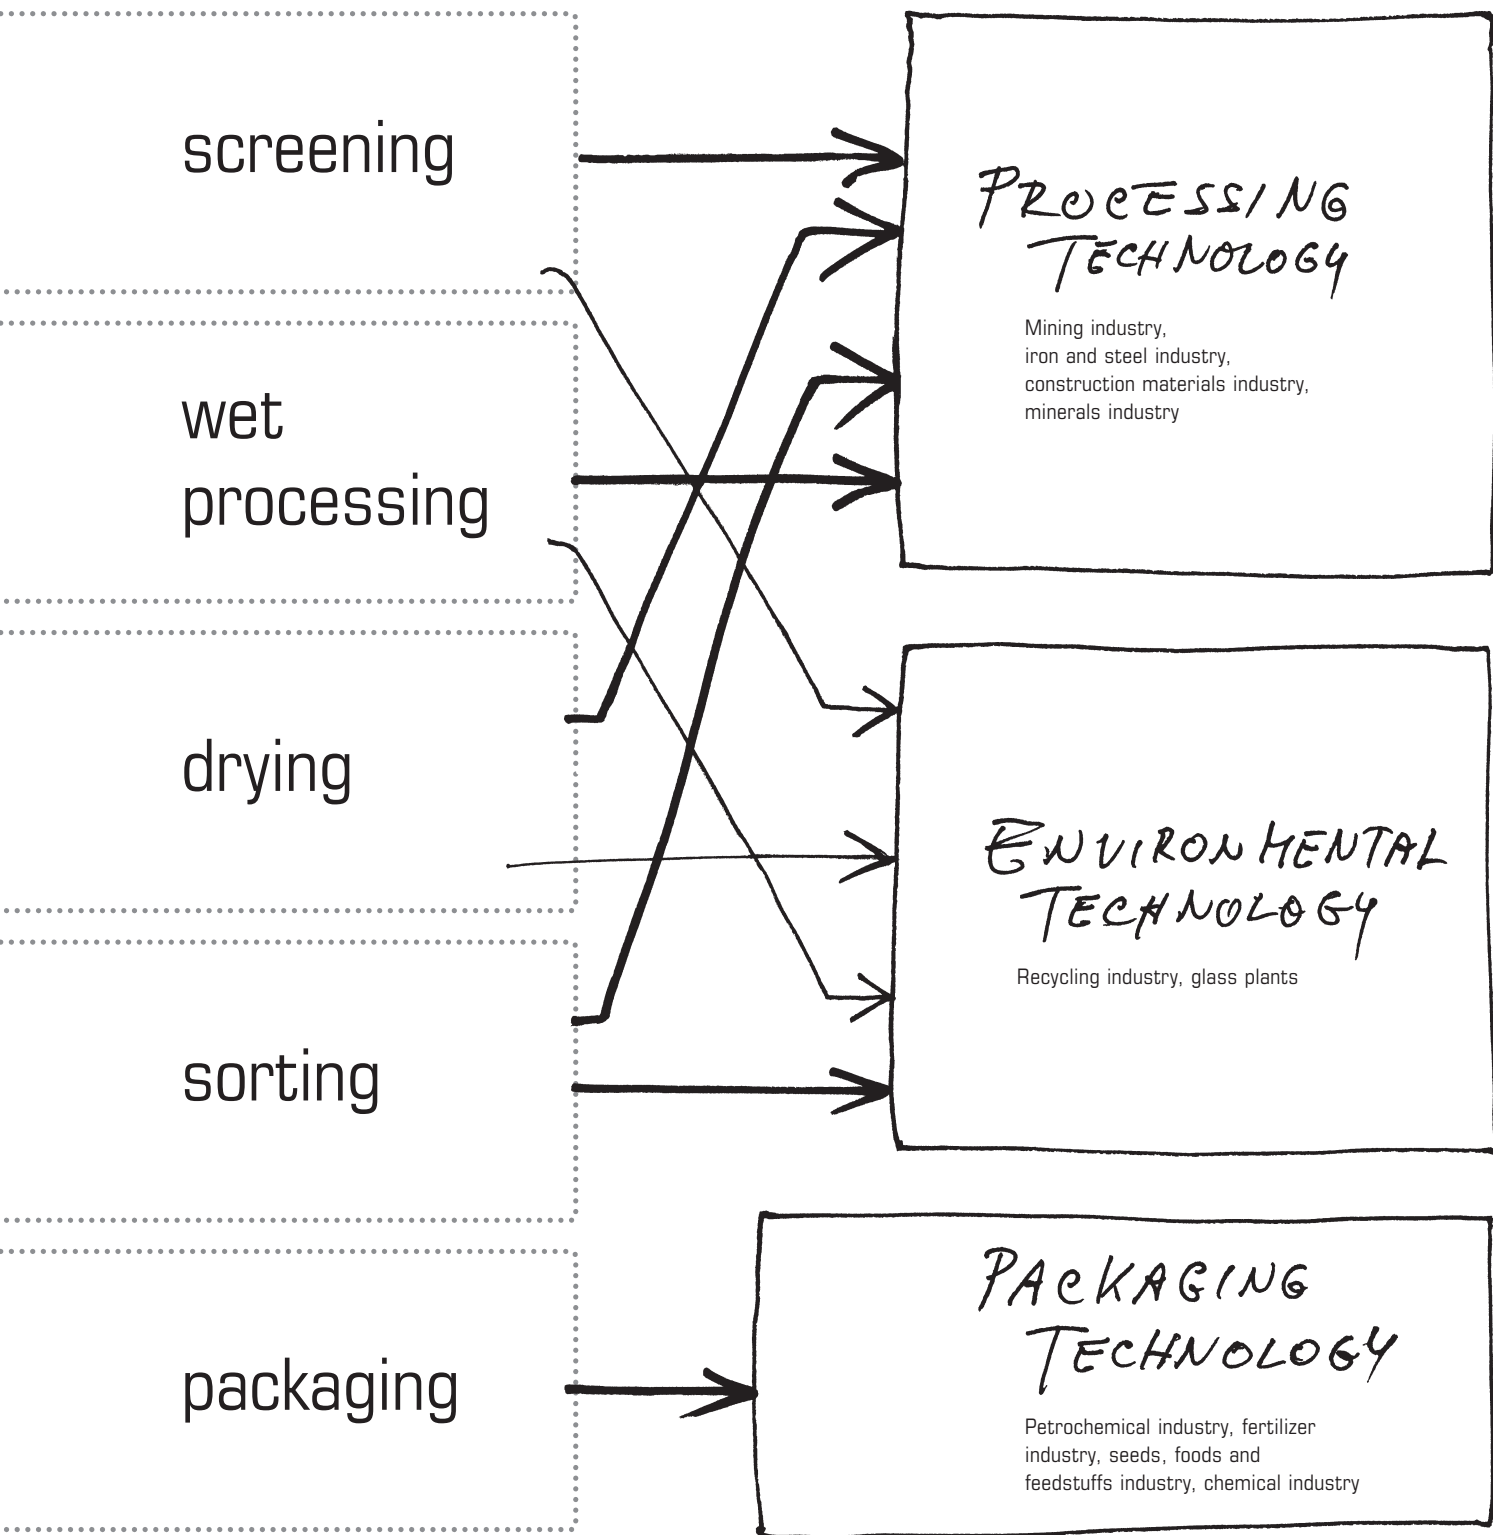 screening
wet
processing
drying
sorting
packaging
PROCESSING
TECHNOLOGY
Mining industry,
iron and steel industry,
construction materials industry,
minerals industry
ENVIRONMENTAL
TECHNOLOGY
Recycling industry, glass plants
PACKAGING
TECHNOLOGY
Petrochemical industry, fertilizer
industry, seeds, foods and
feedstuffs industry, chemical industry